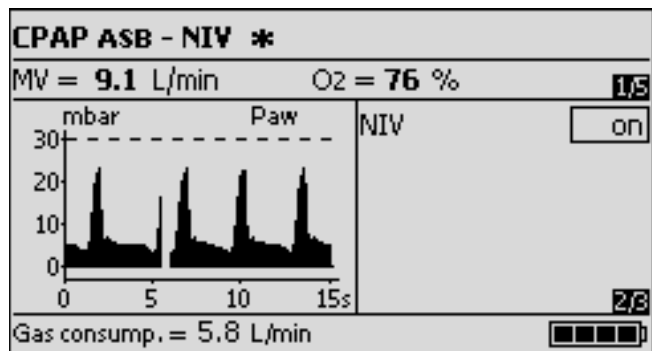 CPAP ASB - NIV *
MV = 9.1 L/min O2 = 76 % 1/5
mbar Paw NIV on
30
20
10
0
0 5 10 15s 2/3
Gas consump. = 5.8 L/min